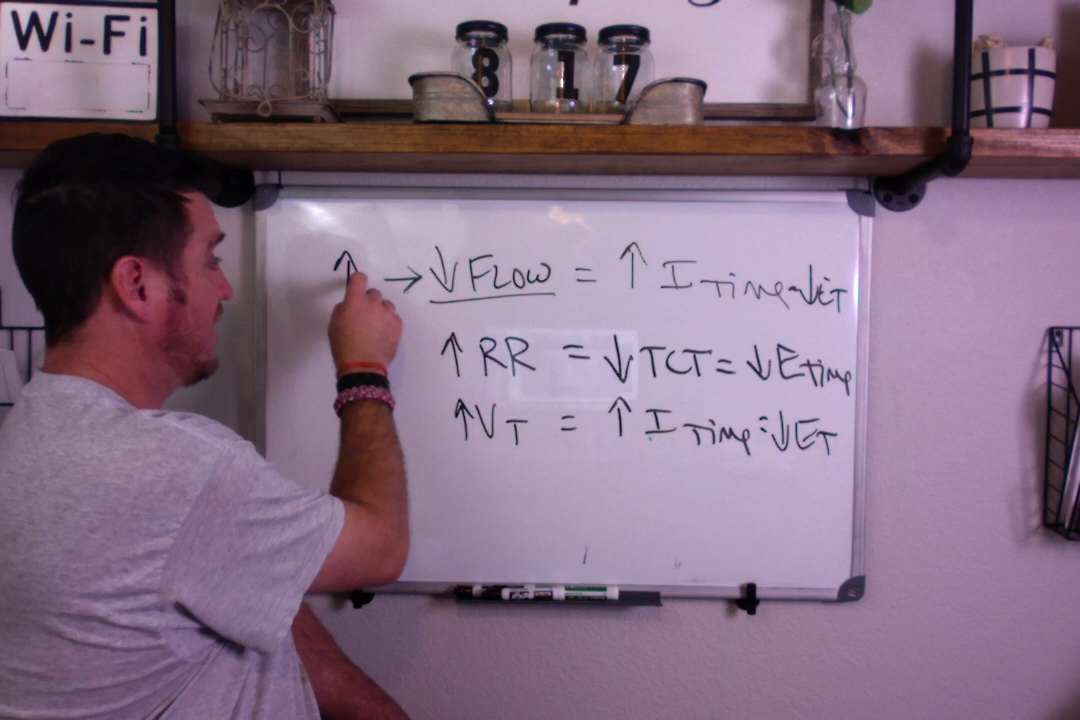 Wi-Fi
8 1 7
↑ → ↓ FLOW = ↑ I Time = ↓ ET
↑ RR = ↓ TCT = ↓ E time
↑ VT = ↑ I Time = ↓ ET